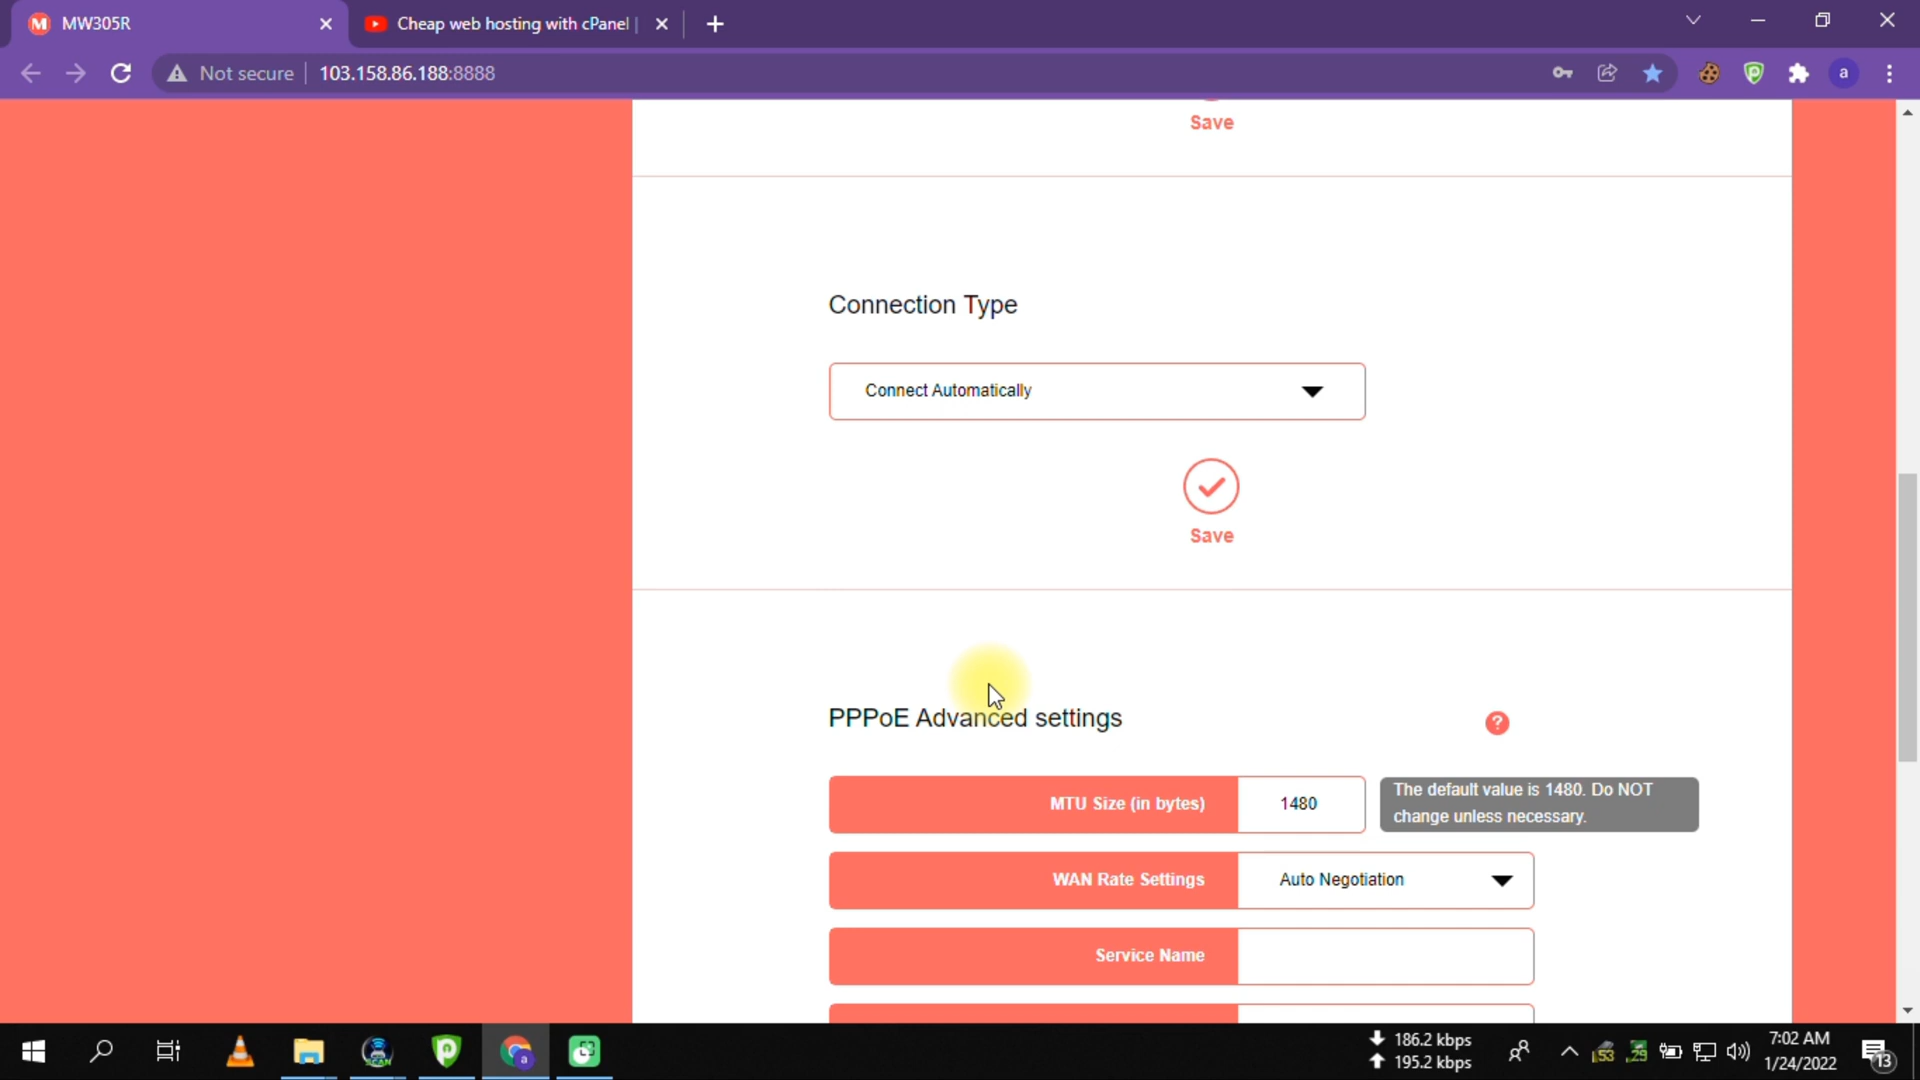 MW305R
Cheap web hosting with cPanel |
Not secure
103.158.86.188:8888
a
Save
Connection Type
Connect Automatically
Save
PPPoE Advanced settings
?
MTU Size (in bytes)
1480
The default value is 1480. Do NOT
change unless necessary.
WAN Rate Settings
Auto Negotiation
Service Name
SCAN
a
186.2 kbps
195.2 kbps
53
29
7:02 AM
1/24/2022
13